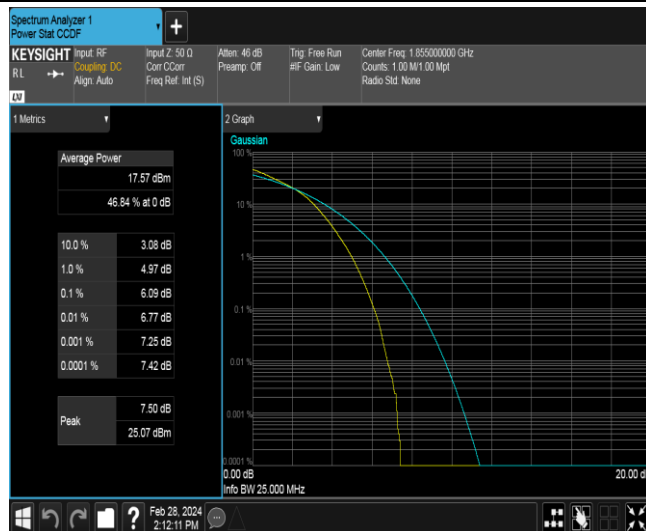 Spectrum Analyzer 1
Power Stat CCDF
+
KEYSIGHT
RL
Input: RF
Coupling: DC
Align: Auto
Input Z: 50 Ω
Corr CCorr
Freq Ref: Int (S)
Atten: 46 dB
Preamp: Off
Trig: Free Run
#IF Gain: Low
Center Freq: 1.855000000 GHz
Counts: 1.00 M/1.00 Mpt
Radio Std: None
LXI
1 Metrics
Average Power
17.57 dBm
46.84 % at 0 dB
10.0 % 3.08 dB
1.0 % 4.97 dB
0.1 % 6.09 dB
0.01 % 6.77 dB
0.001 % 7.25 dB
0.0001 % 7.42 dB
Peak
7.50 dB
25.07 dBm
2 Graph
Gaussian
100 %
10 %
1 %
0.1 %
0.01 %
0.001 %
0.0001 %
0.00 dB
20.00 d
Info BW 25.000 MHz
?
Feb 28, 2024
2:12:11 PM